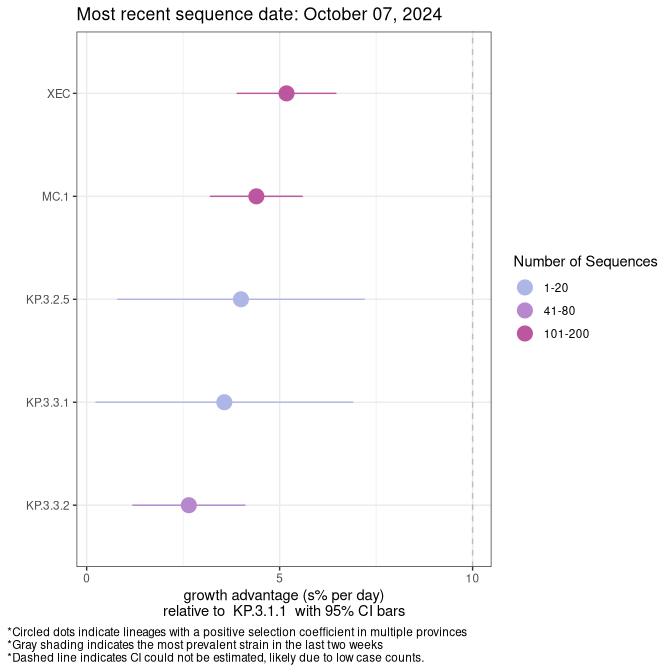 Most recent sequence date: October 07, 2024
XEC
MC.1
KP.3.2.5
KP.3.3.1
KP.3.3.2
0 5 10
growth advantage (s% per day)
relative to KP.3.1.1 with 95% CI bars
Number of Sequences
1-20
41-80
101-200
*Circled dots indicate lineages with a positive selection coefficient in multiple provinces
*Gray shading indicates the most prevalent strain in the last two weeks
*Dashed line indicates CI could not be estimated, likely due to low case counts.